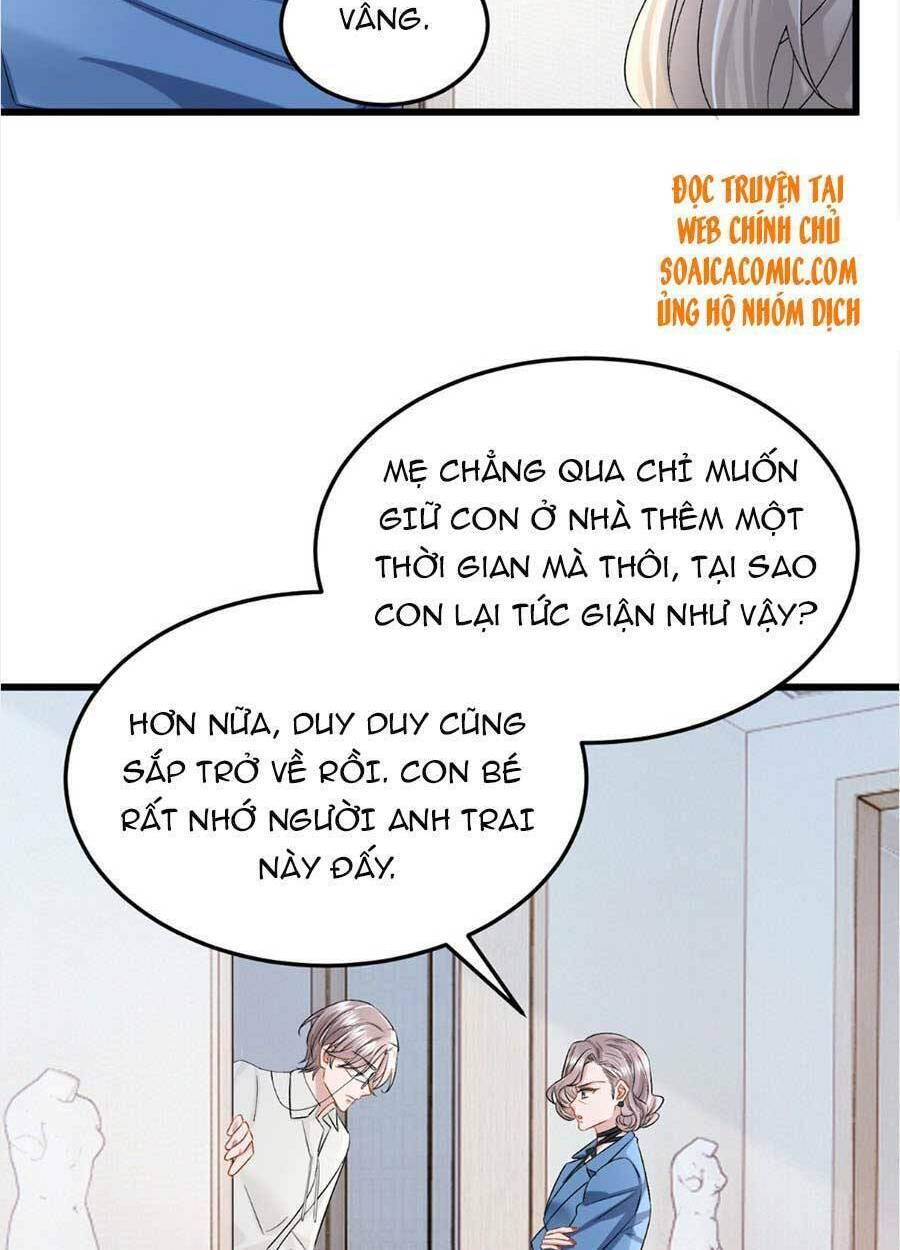 VÂNG.
ĐỌC TRUYỆN TẠI
WEB CHÍNH CHỦ
SOAICACOMIC.COM
ỦNG HỘ NHÓM DỊCH
MẸ CHẲNG QUA CHỈ MUỐN
GIỮ CON Ở NHÀ THÊM MỘT
THỜI GIAN MÀ THÔI, TẠI SAO
CON LẠI TỨC GIẬN NHƯ VẬY?
HƠN NỮA, DUY DUY CŨNG
SẮP TRỞ VỀ RỒI. CON BÉ
RẤT NHỚ NGƯỜI ANH TRAI
NÀY ĐẤY.